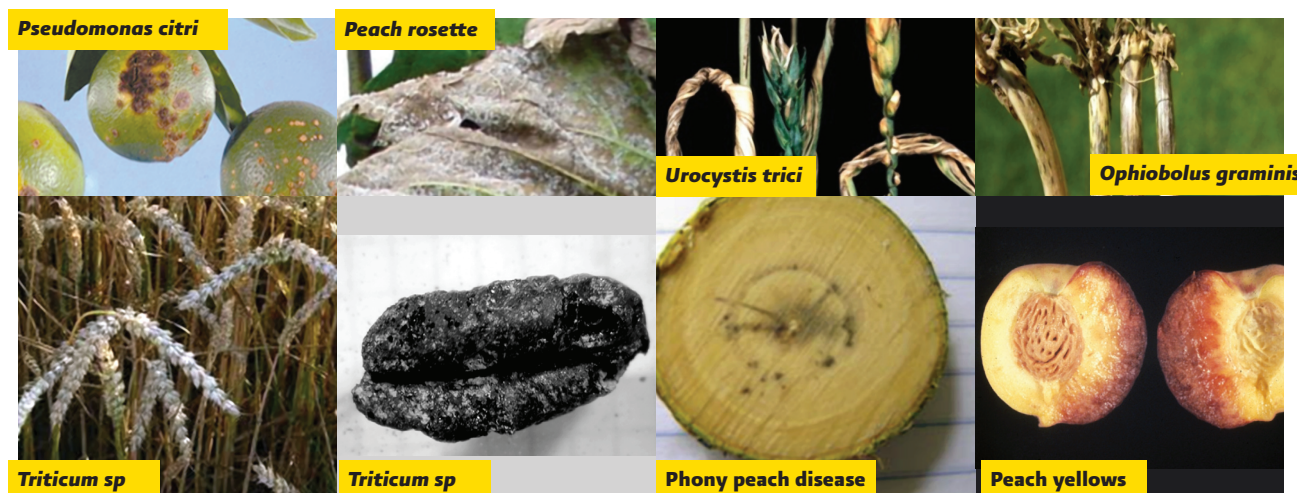 Pseudomonas citri
Peach rosette
Urocystis trici
Ophiobolus graminis
Triticum sp
Triticum sp
Phony peach disease
Peach yellows